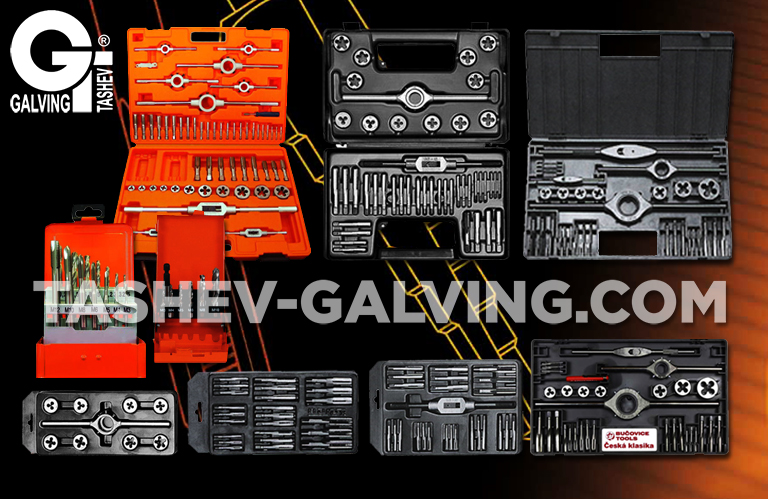 GALVING
TASHEV
®
TASHEV-GALVING.COM
BUČOVICE
TOOLS
Česká klasika